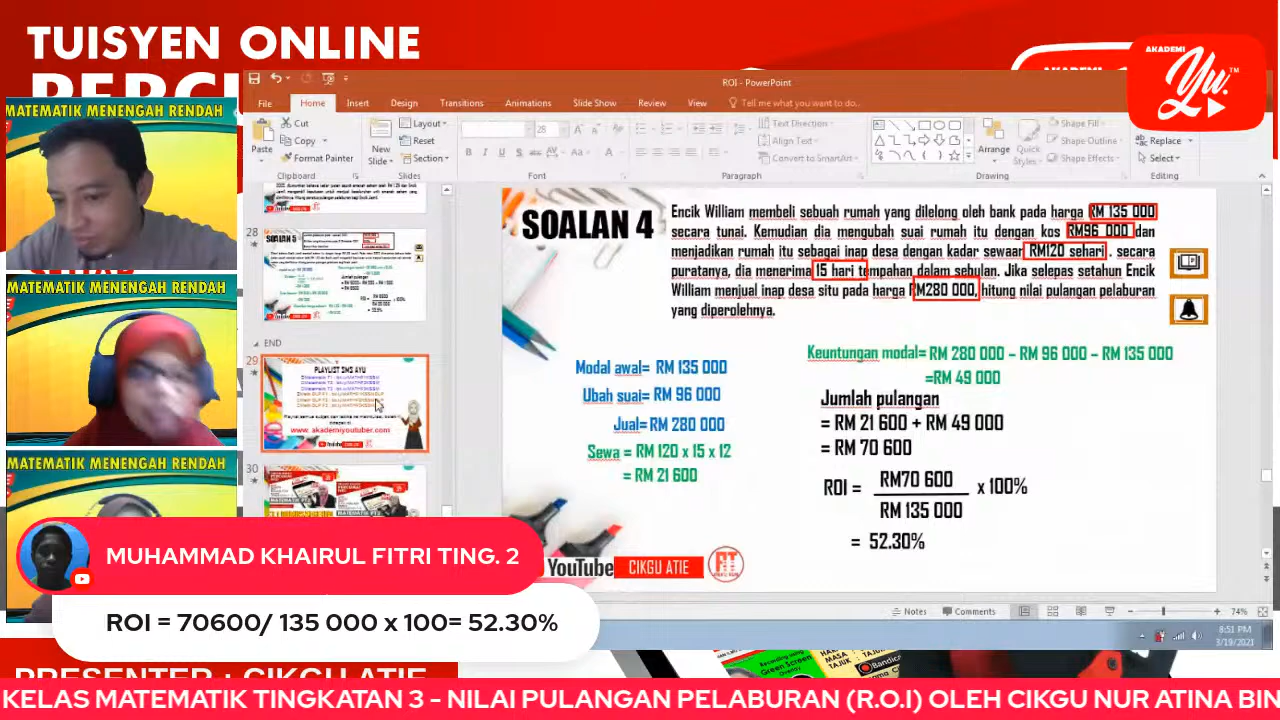 TUISYEN ONLINE
AKADEMI
Yu.
TM
ROI - PowerPoint
File Home Insert Design Transitions Animations Slide Show Review View Tell me what you want to do..
MATEMATIK MENENGAH RENDAH
MATEMATIK MENENGAH RENDAH
MATEMATIK MENENGAH RENDAH
Paste Cut Copy Format Painter
Clipboard
New Slide Layout Reset Section
Slides
28
Font
Paragraph
Text Direction Align Text Convert to SmartArt
Arrange Quick Styles Shape Fill Shape Outline Shape Effects
Drawing
Replace Select
Editing
28
SOALAN 5
END
29
PLAYLIST SMS AYU
www. akademiyoutuber.com
30
SOALAN 4
Encik William membeli sebuah rumah yang dilelong oleh bank pada harga RM 135 000
secara tunai. Kemudian dia mengubah suai rumah itu dengan kos RM96 000 dan
menjadikan rumah itu sebagai inap desa dengan kadar sewaan RM120 sehari . secara
puratanya, dia menerima 15 hari tempahan dalam sebulan. Jika selepas setahun Encik
William menjual inap desa situ pada harga RM280 000, hitung nilai pulangan pelaburan
yang diperolehnya.
Modal awal= RM 135 000
Ubah suai= RM 96 000
Jual= RM 280 000
Sewa = RM 120 x 15 x 12
= RM 21 600
Keuntungan modal= RM 280 000 – RM 96 000 – RM 135 000
=RM 49 000
Jumlah pulangan
= RM 21 600 + RM 49 000
= RM 70 600
ROI = RM70 600 x 100%
RM 135 000
= 52.30%
YouTube CIKGU ATIE
Notes Comments 74%
8:51 PM
3/19/2021
MUHAMMAD KHAIRUL FITRI TING. 2
ROI = 70600/ 135 000 x 100= 52.30%
PRESENTER : CIKGU ATIE
KELAS MATEMATIK TINGKATAN 3 - NILAI PULANGAN PELABURAN (R.O.I) OLEH CIKGU NUR ATINA BIN